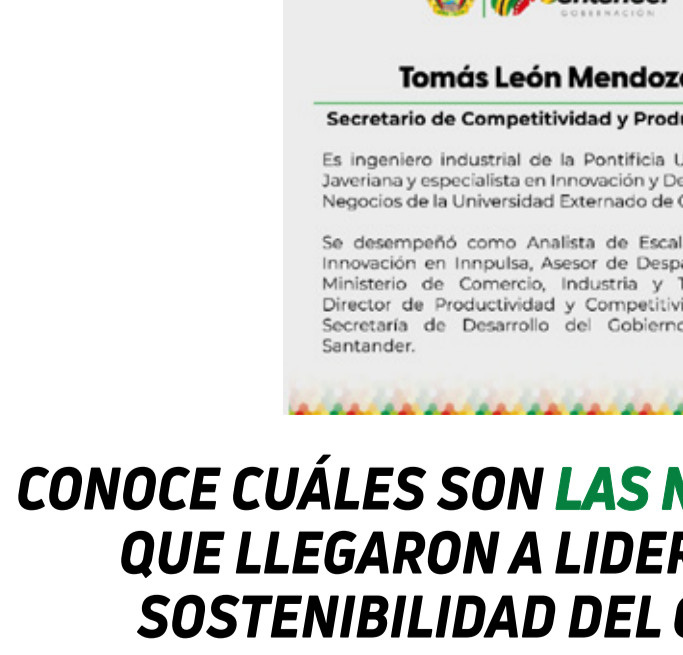 GOBERNACIÓN
Tomás León Mendoz
Secretario de Competitividad y Prod
Es ingeniero industrial de la Pontificia
Javeriana y especialista en Innovación y De
Negocios de la Universidad Externado de
Se desempeñó como Analista de Escal
Innovación en Innpulsa, Asesor de Despa
Ministerio de Comercio, Industria y
Director de Productividad y Competitivi
Secretaría de Desarrollo del Gobierno
Santander.
CONOCE CUÁLES SON LAS
QUE LLEGARON A LIDER
SOSTENIBILIDAD DEL